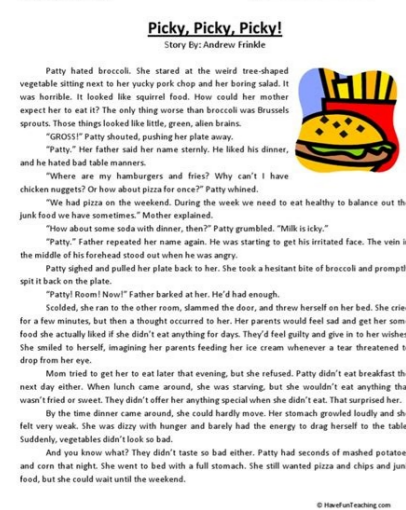 Picky, Picky, Picky!
Story By: Andrew Frinkle
Patty hated broccoli. She stared at the weird tree-shaped
vegetable sitting next to her yucky pork chop and her boring salad. It
was horrible. It looked like squirrel food. How could her mother
expect her to eat it? The only thing worse than broccoli was Brussels
sprouts. Those things looked like little, green, alien brains.
"GROSS!" Patty shouted, pushing her plate away.
"Patty." Her father said her name sternly. He liked his dinner,
and he hated bad table manners.
"Where are my hamburgers and fries? Why can't I have
chicken nuggets? Or how about pizza for once?" Patty whined.
"We had pizza on the weekend. During the week we need to eat healthy to balance out th
junk food we have sometimes." Mother explained.
"How about some soda with dinner, then?" Patty grumbled. "Milk is icky."
"Patty." Father repeated her name again. He was starting to get his irritated face. The vein i
the middle of his forehead stood out when he was angry.
Patty sighed and pulled her plate back to her. She took a hesitant bite of broccoli and promptl
spit it back on the plate.
"Patty! Room! Now!" Father barked at her. He'd had enough.
Scolded, she ran to the other room, slammed the door, and threw herself on her bed. She crie
for a few minutes, but then a thought occurred to her. Her parents would feel sad and get her som
food she actually liked if she didn't eat anything for days. They'd feel guilty and give in to her wishes
She smiled to herself, imagining her parents feeding her ice cream whenever a tear threatened t
drop from her eye.
Mom tried to get her to eat later that evening, but she refused. Patty didn't eat breakfast th
next day either. When lunch came around, she was starving, but she wouldn't eat anything tha
wasn't fried or sweet. They didn't offer her anything special when she didn't eat. That surprised her.
By the time dinner came around, she could hardly move. Her stomach growled loudly and sh
felt very weak. She was dizzy with hunger and barely had the energy to drag herself to the table
Suddenly, vegetables didn't look so bad.
And you know what? They didn't taste so bad either. Patty had seconds of mashed potatoe
and corn that night. She went to bed with a full stomach. She still wanted pizza and chips and jun
food, but she could wait until the weekend.
© HaveFunTeaching.com